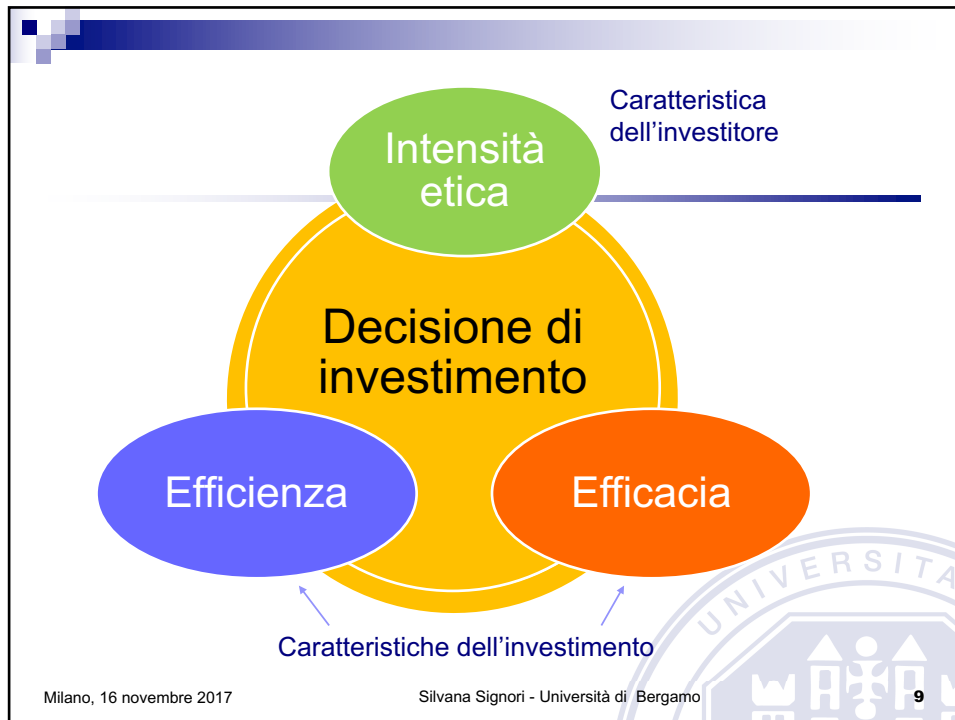 Caratteristica
dell'investitore
Intensità
etica
Decisione di
investimento
Efficienza
Efficacia
Caratteristiche dell'investimento
UNIVERSITA
Milano, 16 novembre 2017
Silvana Signori - Università di Bergamo
9